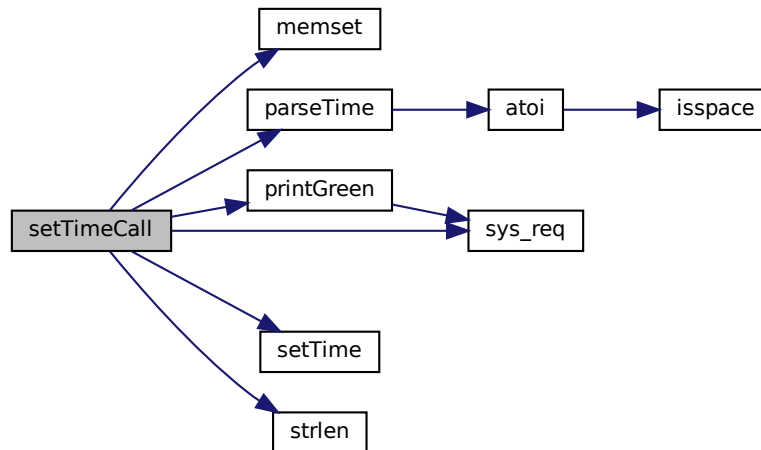 memset
parseTime
atoi
isspace
printGreen
setTimeCall
sys_req
setTime
strlen